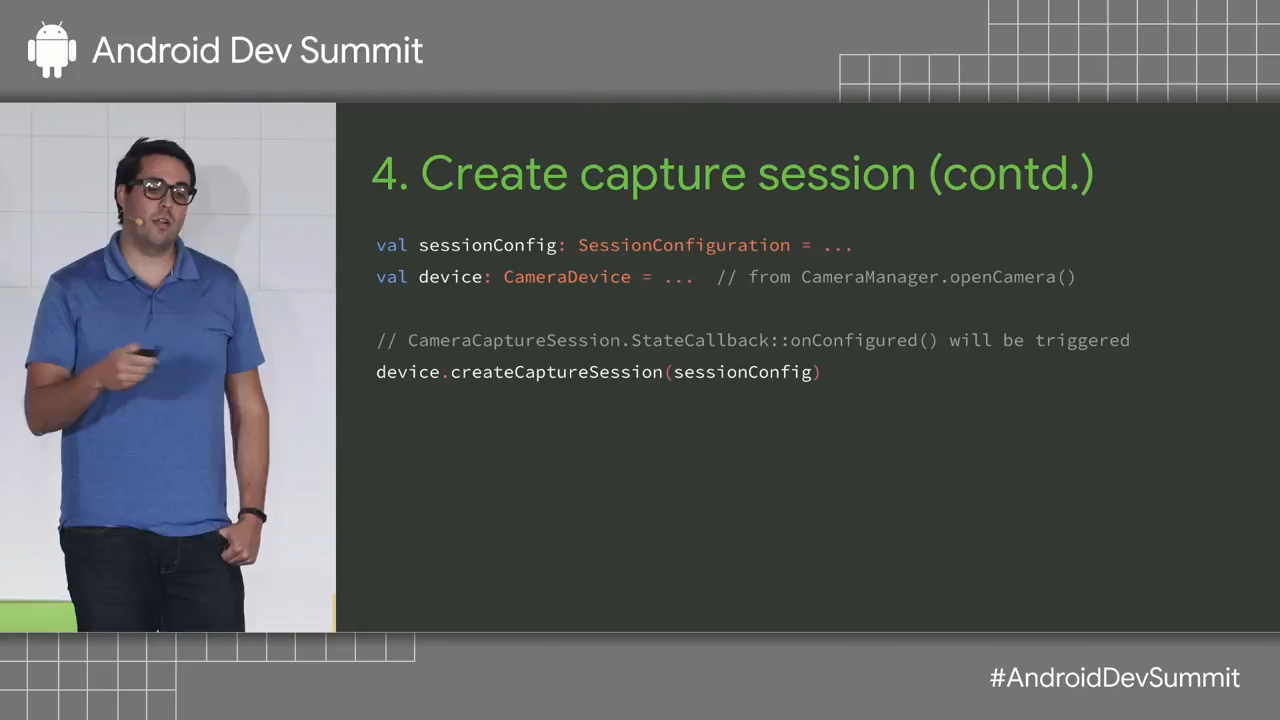 Android Dev Summit
4. Create capture session (contd.)
val sessionConfig: SessionConfiguration = ...
val device: CameraDevice = ... // from CameraManager.openCamera()
// CameraCaptureSession.StateCallback::onConfigured() will be triggered
device.createCaptureSession(sessionConfig)
#AndroidDevSummit